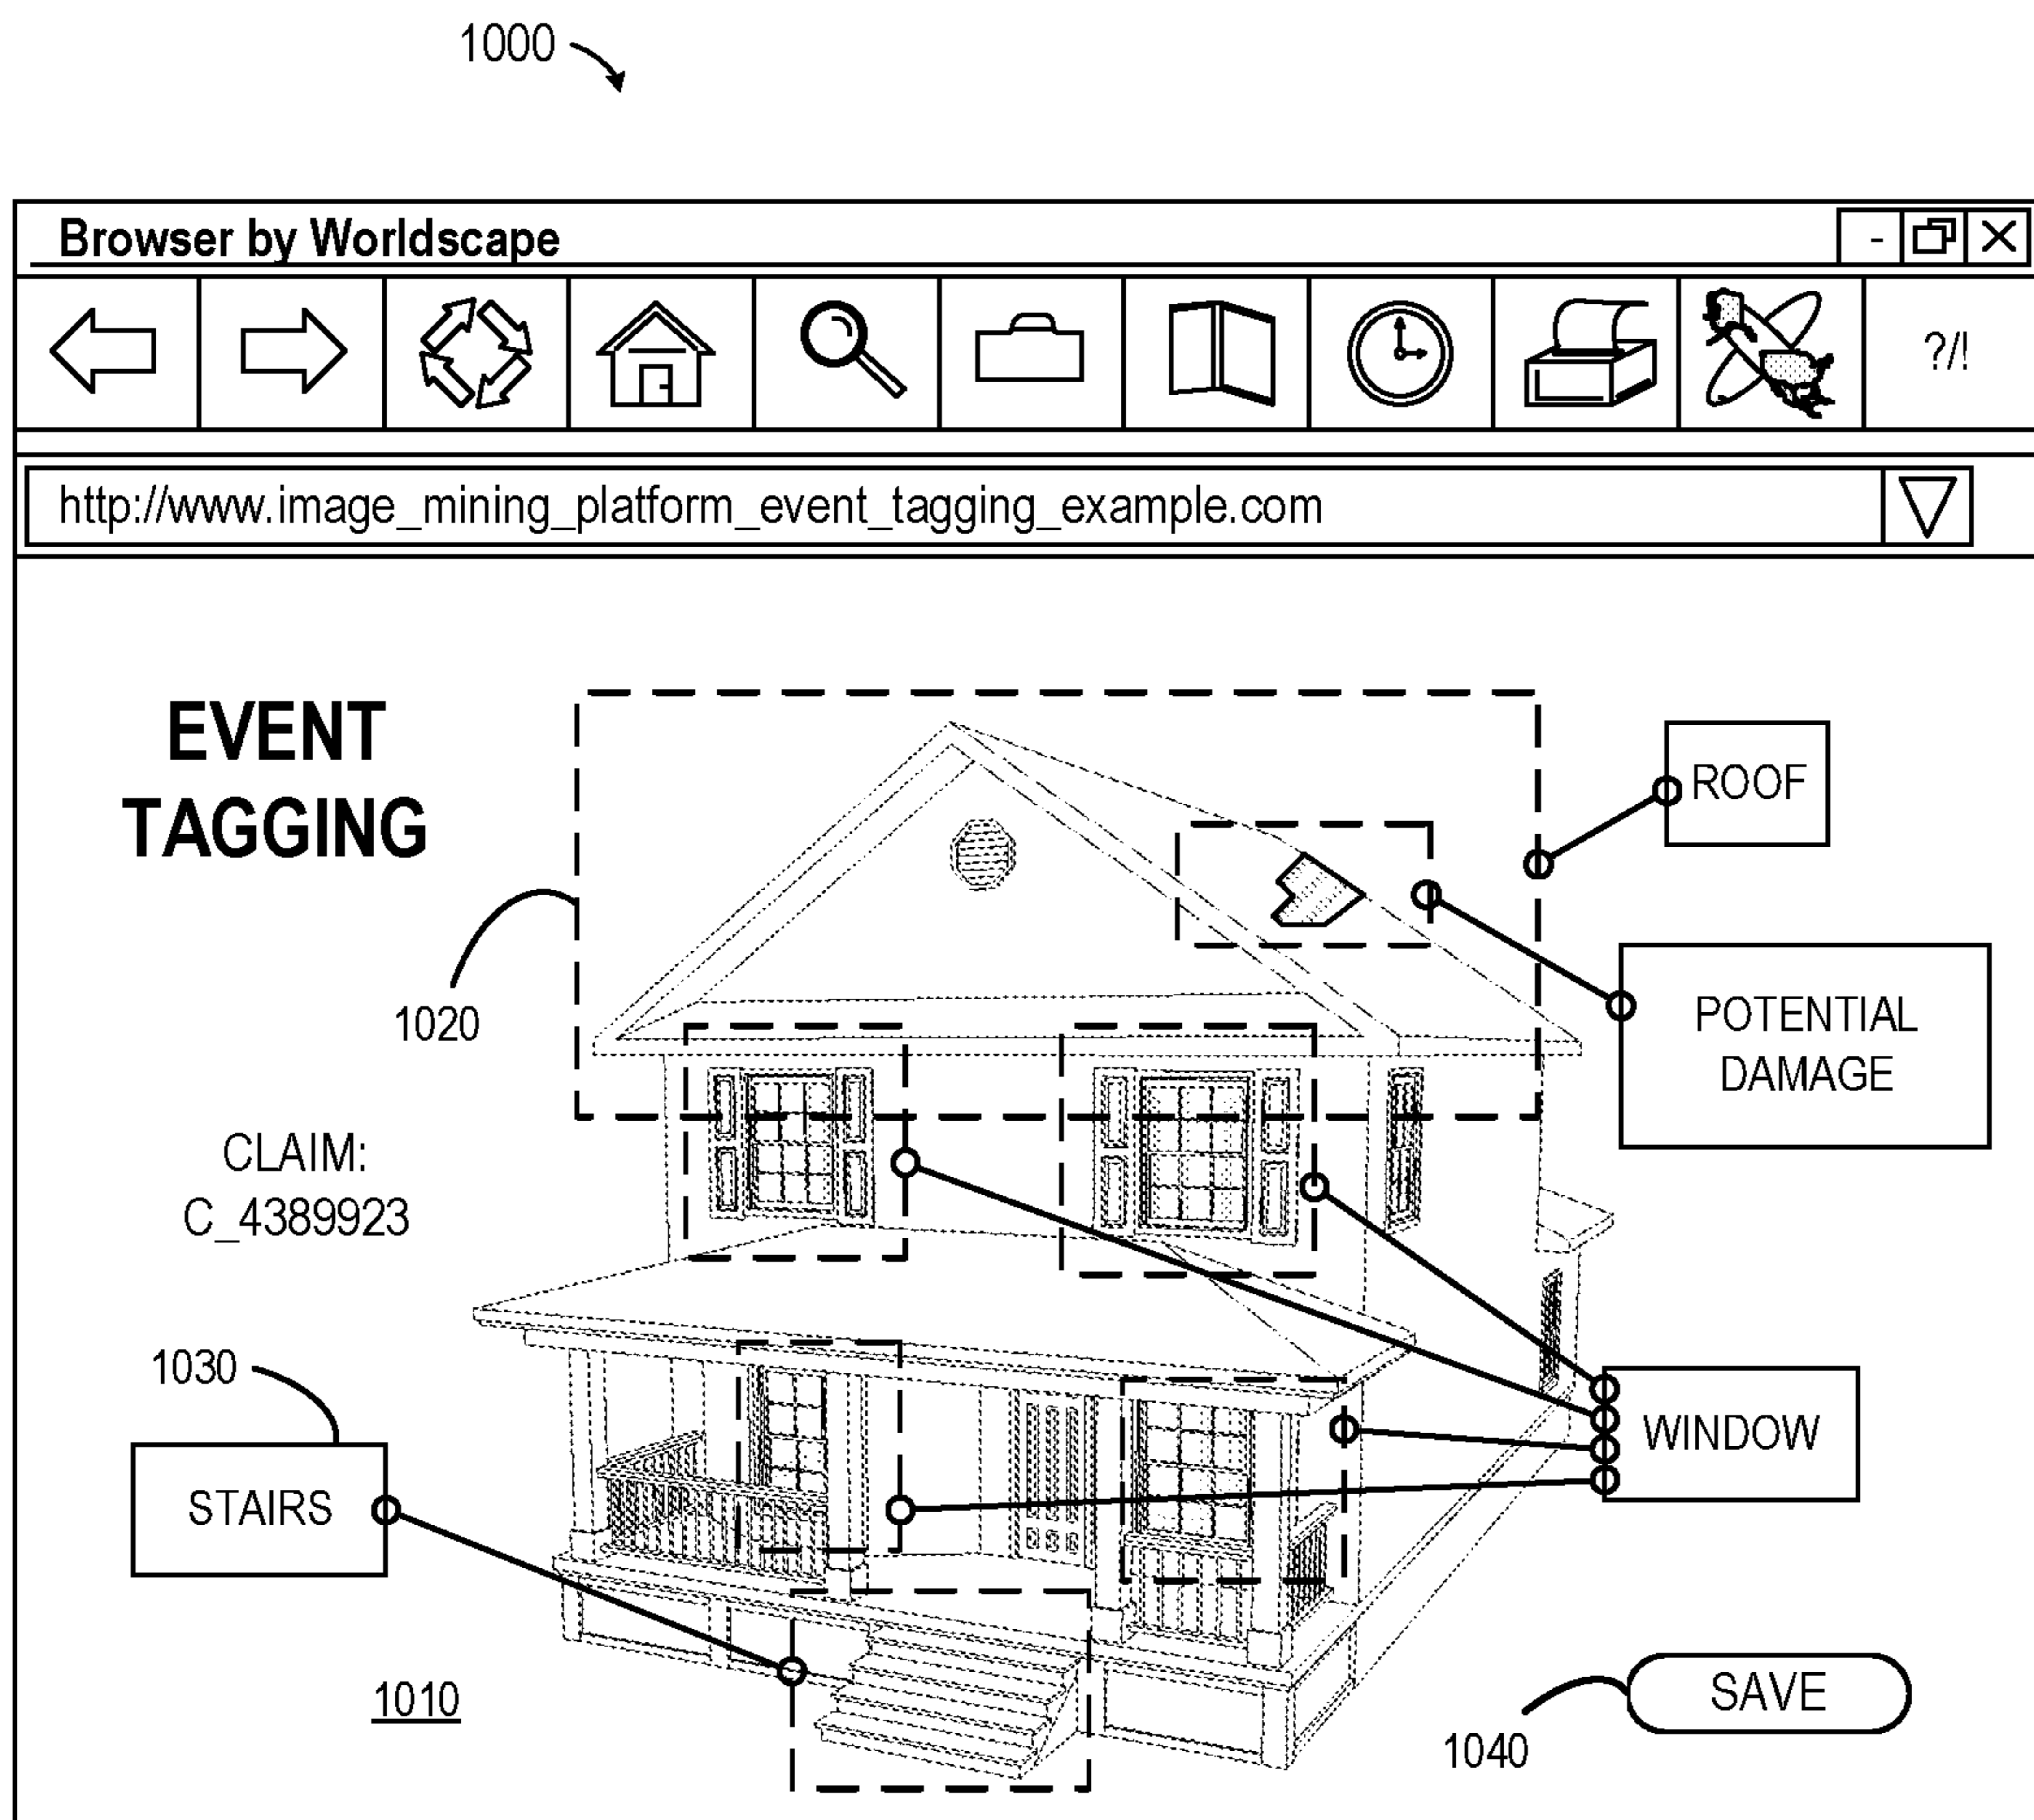 1000
Browser by Worldscape
-
?/!
http://www.image_mining_platform_event_tagging_example.com
EVENT
TAGGING
ROOF
1020
POTENTIAL
DAMAGE
CLAIM:
C_4389923
1030
WINDOW
STAIRS
1010
SAVE
1040